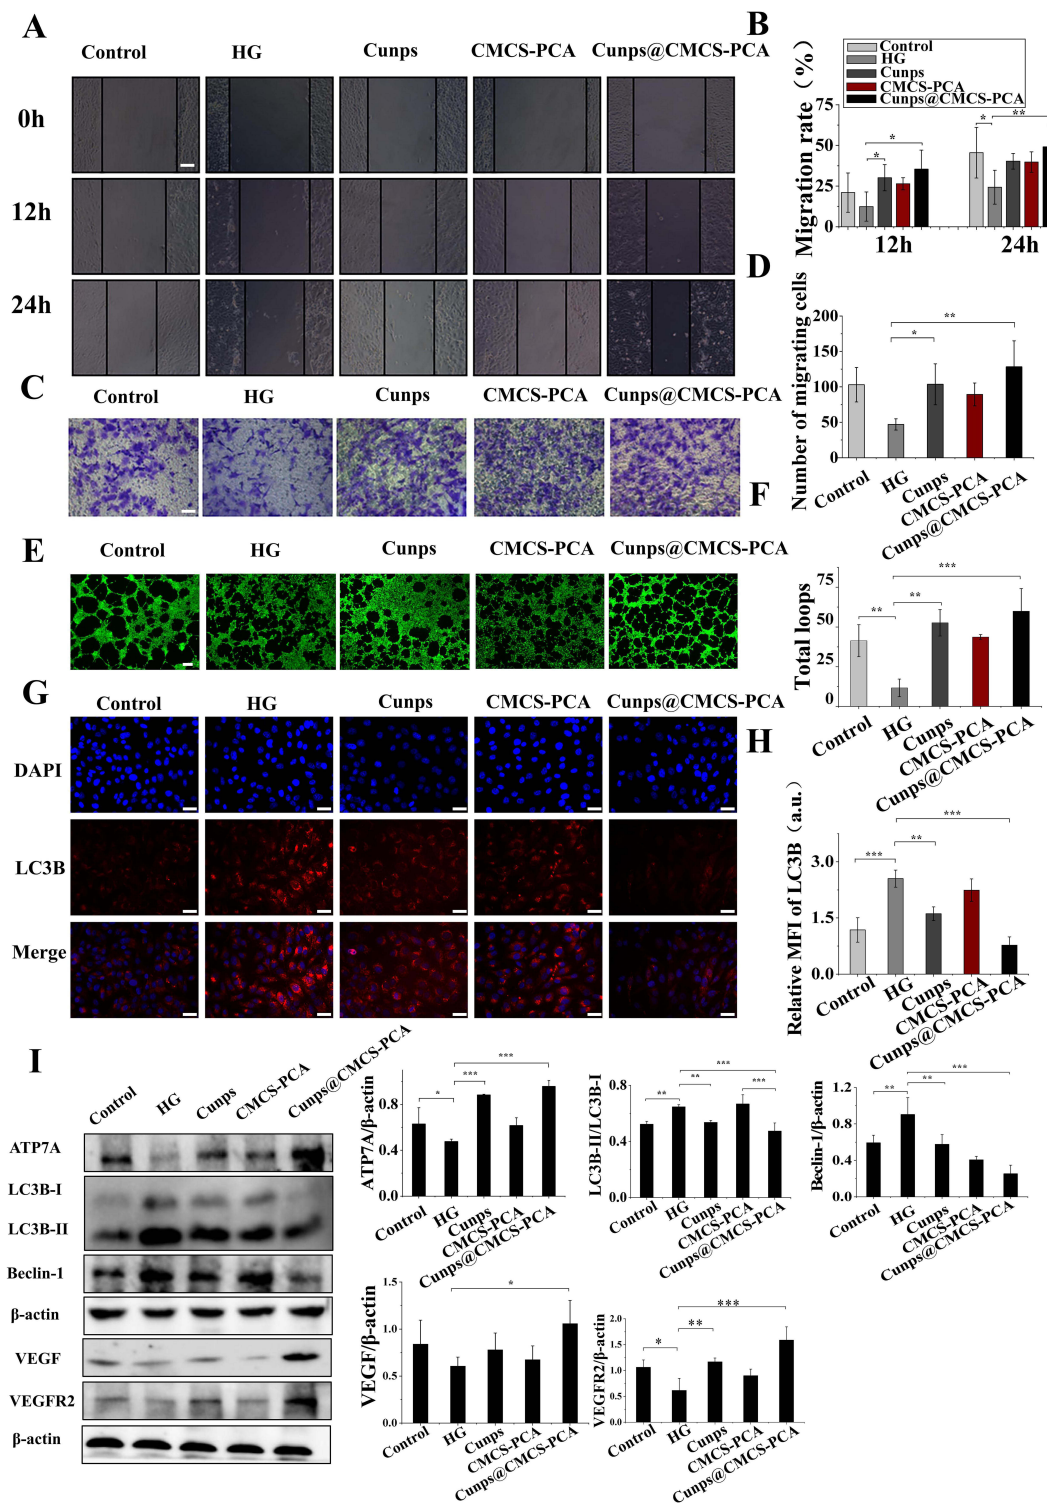 A
Control HG Cunps CMCS-PCA Cunps@CMCS-PCA
0h
12h
24h
B
Control
HG
Cunps
CMCS-PCA
Cunps@CMCS-PCA
Migration rate (%)
75
50
25
0
* * * **
12h 24h
C
Control HG Cunps CMCS-PCA Cunps@CMCS-PCA
D
Number of migrating cells
200
150
100
50
0
* **
Control HG Cunps CMCS-PCA Cunps@CMCS-PCA
E
Control HG Cunps CMCS-PCA Cunps@CMCS-PCA
F
Total loops
75
50
25
0
** ** ***
Control HG Cunps CMCS-PCA Cunps@CMCS-PCA
G
Control HG Cunps CMCS-PCA Cunps@CMCS-PCA
DAPI
LC3B
Merge
H
Relative MFI of LC3B (a.u.)
3.0
1.5
0.0
*** ** ***
Control HG Cunps CMCS-PCA Cunps@CMCS-PCA
I
Control HG Cunps CMCS-PCA Cunps@CMCS-PCA
ATP7A
LC3B-I
LC3B-II
Beclin-1
β-actin
VEGF
VEGFR2
β-actin
ATP7A/β-actin
1.2
0.8
0.4
0.0
* *** ***
Control HG Cunps CMCS-PCA Cunps@CMCS-PCA
LC3B-II/LC3B-I
0.8
0.4
0.0
** ** *** ***
Control HG Cunps CMCS-PCA Cunps@CMCS-PCA
Beclin-1/β-actin
1.2
0.8
0.4
0.0
** ** ***
Control HG Cunps CMCS-PCA Cunps@CMCS-PCA
VEGF/β-actin
1.5
1.0
0.5
0.0
*
Control HG Cunps CMCS-PCA Cunps@CMCS-PCA
VEGFR2/β-actin
2.0
1.5
1.0
0.5
0.0
* ** ***
Control HG Cunps CMCS-PCA Cunps@CMCS-PCA